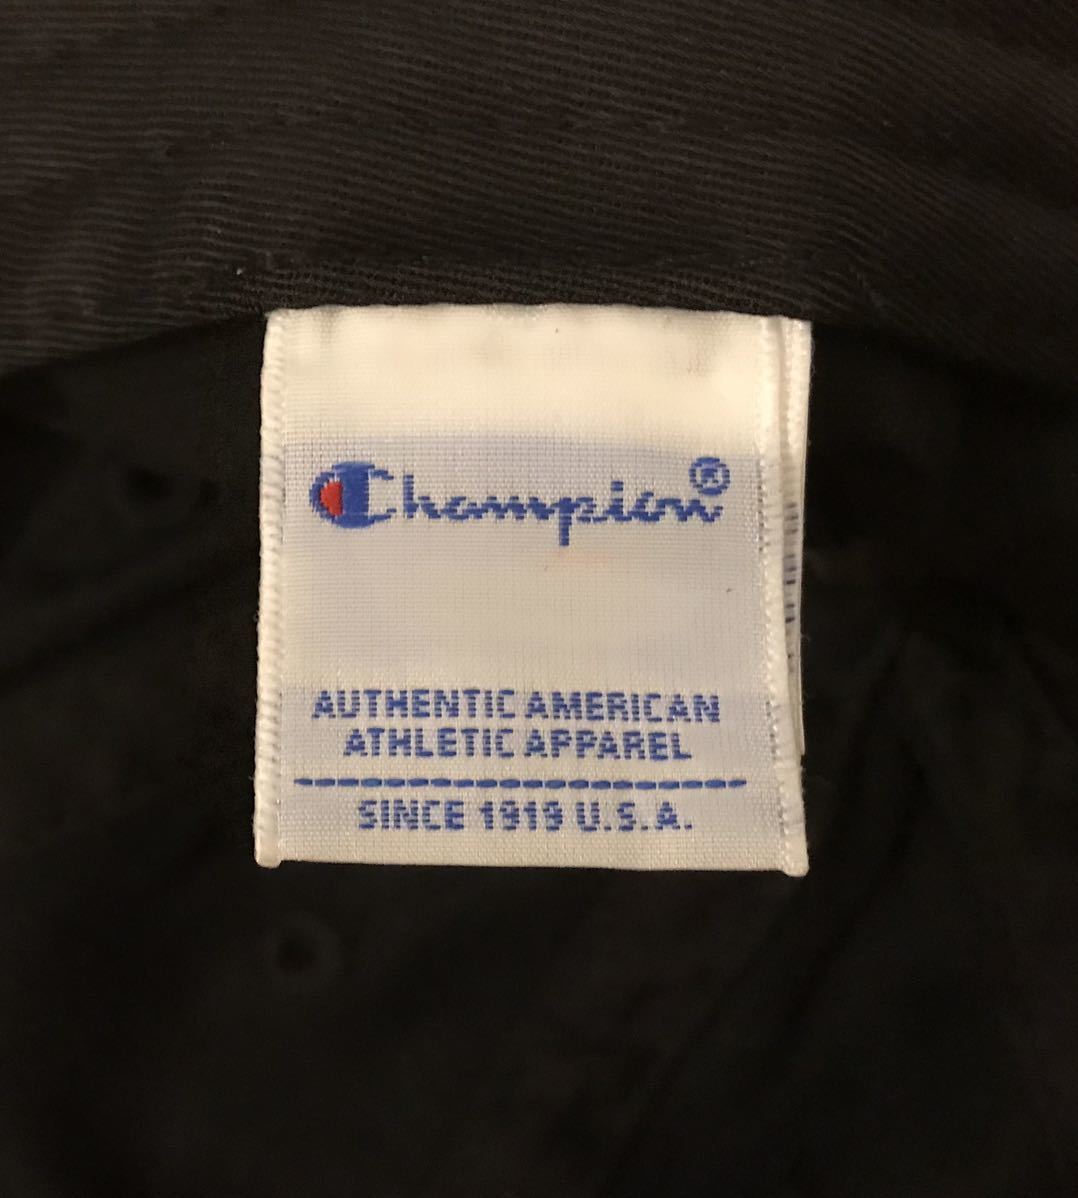 Champion®
AUTHENTIC AMERICAN
ATHLETIC APPAREL
SINCE 1919 U.S.A.